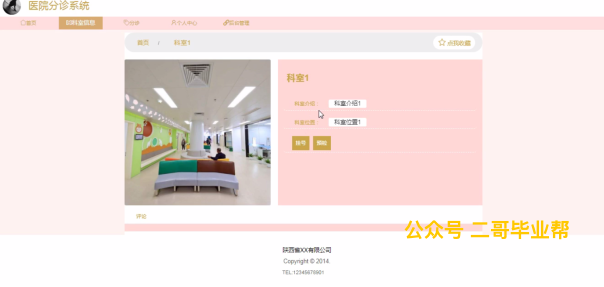 医院分诊系统
首页
科室信息
分诊
个人中心
后台管理
首页 / 科室1
点我收藏
科室1
科室介绍： 科室介绍1
科室位置： 科室位置1
挂号
评论
公众号 二哥毕业帮
陕西省XX有限公司
Copyright © 2014
TEL:12345678901